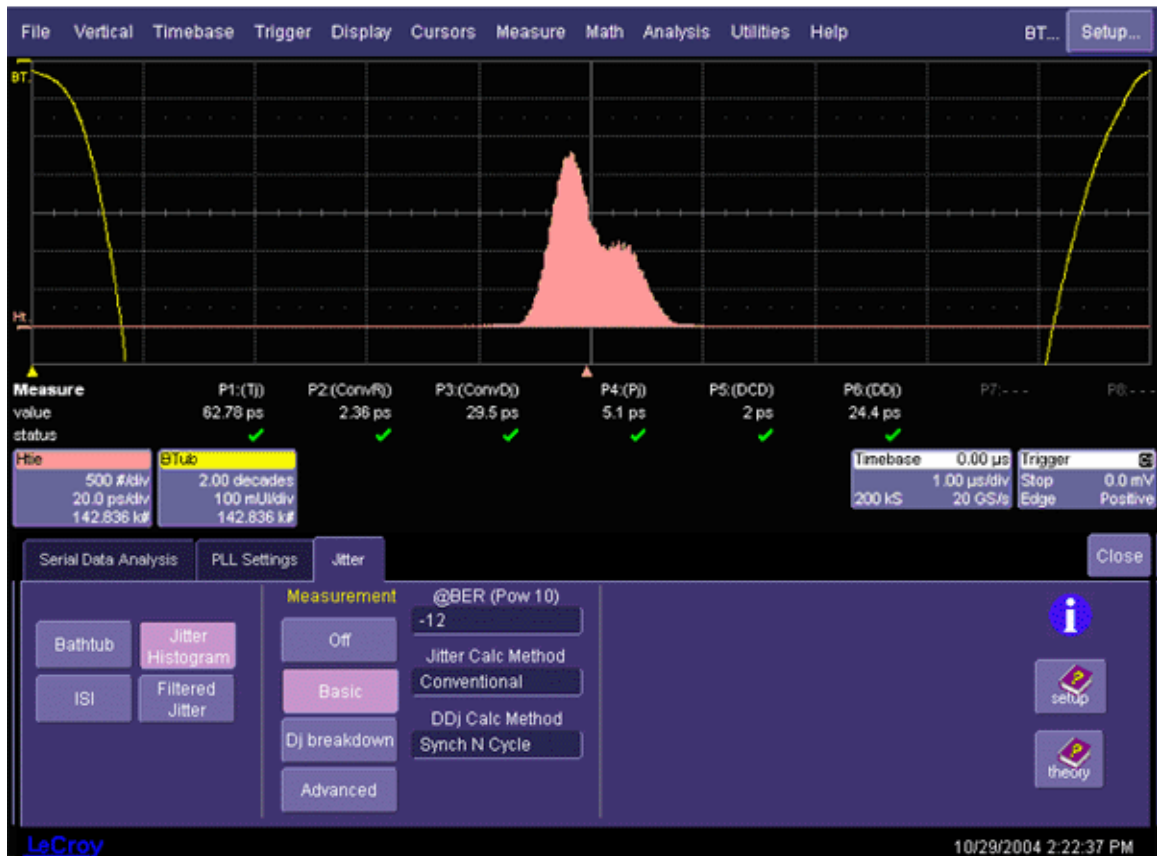 File Vertical Timebase Trigger Display Cursors Measure Math Analysis Utilities Help BT... Setup...
BT.
Ht.
Measure P1:(Tj) P2:(ConvRj) P3:(ConvDj) P4:(Pj) P5:(DCD) P6:(DDj) P7:--- P8:---
value 62.78 ps 2.36 ps 29.5 ps 5.1 ps 2 ps 24.4 ps
status
Htie BTub Timebase 0.00 µs Trigger
500 #/div 2.00 decades 1.00 µs/div Stop 0.0 mV
20.0 ps/div 100 mUI/div 200 kS 20 GS/s Edge Positive
142.836 k# 142.836 k#
Serial Data Analysis PLL Settings Jitter Close
Measurement @BER (Pow 10)
-12
Bathtub Jitter Histogram Off Jitter Calc Method
Conventional
ISI Filtered Jitter Basic DDj Calc Method
Dj breakdown Synch N Cycle
Advanced
setup
theory
LeCroy 10/29/2004 2:22:37 PM